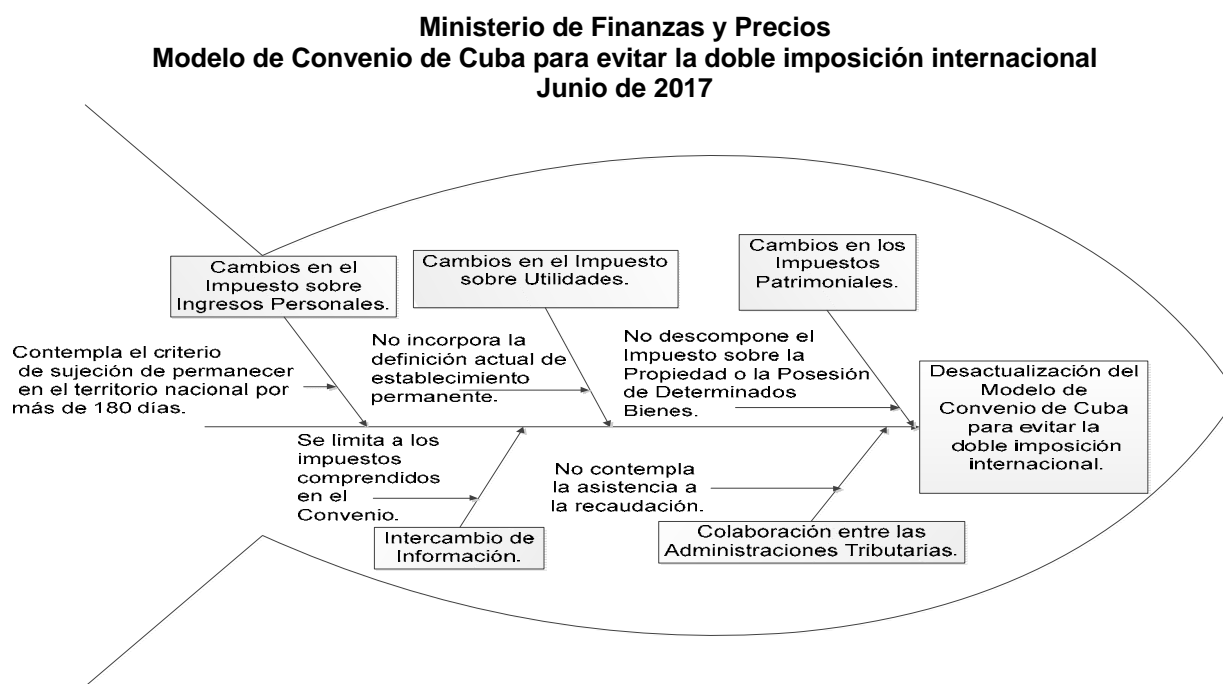 Ministerio de Finanzas y Precios
Modelo de Convenio de Cuba para evitar la doble imposición internacional
Junio de 2017
Cambios en el
Impuesto sobre
Ingresos Personales.
Cambios en el Impuesto
sobre Utilidades.
Cambios en los
Impuestos
Patrimoniales.
Contempla el criterio
de sujeción de permanecer
en el territorio nacional por
más de 180 días.
No incorpora la
definición actual de
establecimiento
permanente.
No descompone el
Impuesto sobre la
Propiedad o la Posesión
de Determinados
Bienes.
Desactualización del
Modelo de
Convenio de Cuba
para evitar la
doble imposición
internacional.
Se limita a los
impuestos
comprendidos
en el
Convenio.
No contempla
la asistencia a
la recaudación.
Intercambio de
Información.
Colaboración entre las
Administraciones Tributarias.